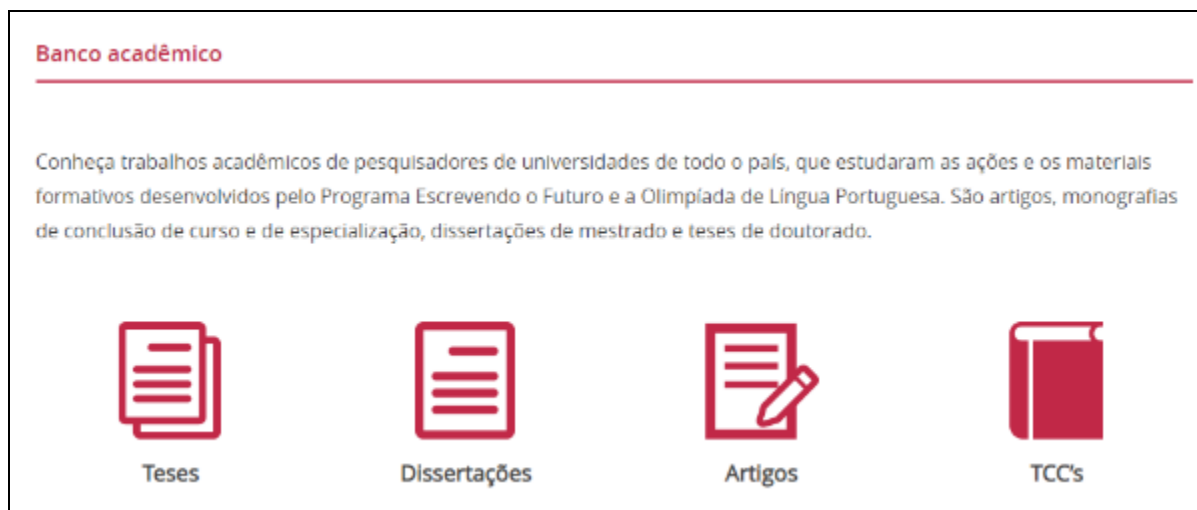 Banco acadêmico
Conheça trabalhos acadêmicos de pesquisadores de universidades de todo o país, que estudaram as ações e os materiais
formativos desenvolvidos pelo Programa Escrevendo o Futuro e a Olimpíada de Língua Portuguesa. São artigos, monografias
de conclusão de curso e de especialização, dissertações de mestrado e teses de doutorado.
Teses Dissertações Artigos TCC's